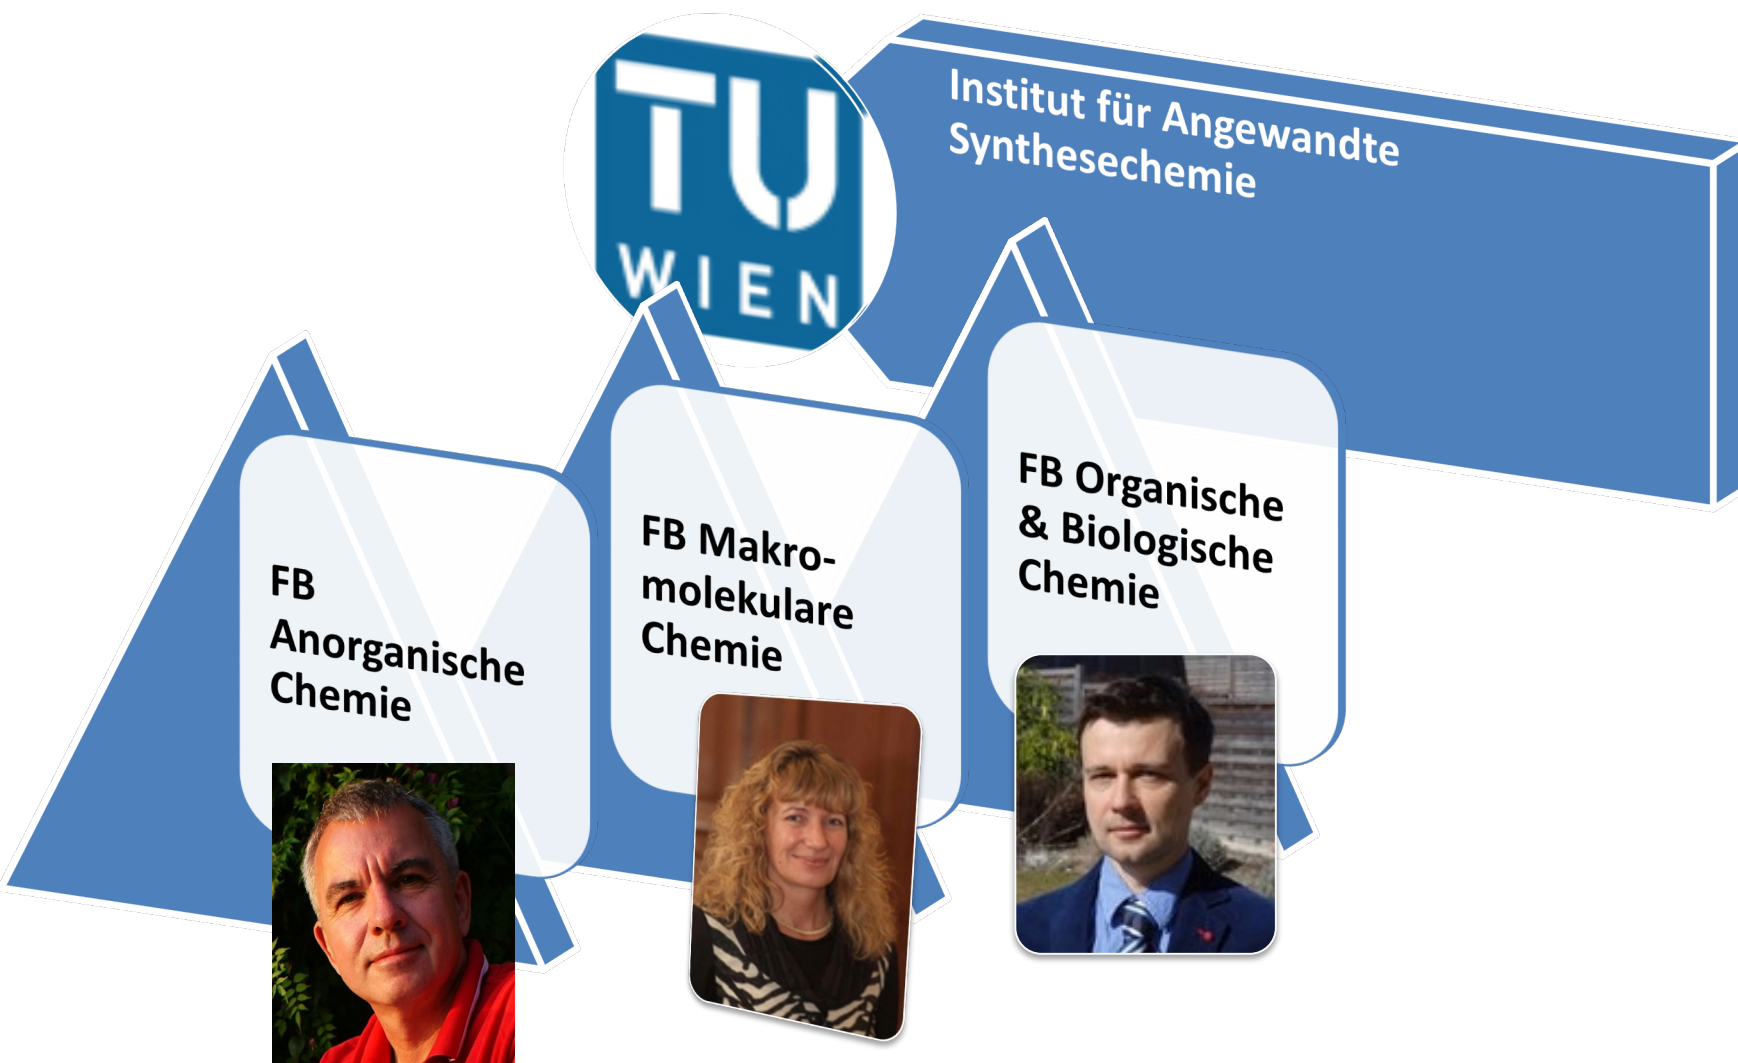 TU
WIEN
Institut für Angewandte
Synthesechemie
FB
Anorganische
Chemie
FB Makro-
molekulare
Chemie
FB Organische
& Biologische
Chemie